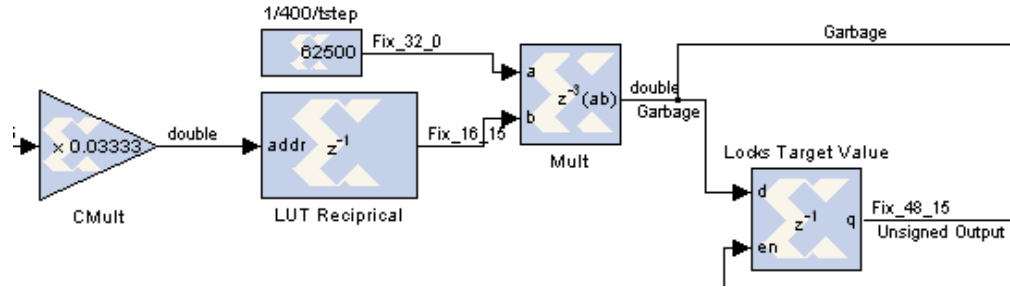 1/400/tstep
62500
Fix_32_0
Garbage
a
z-3(ab)
b
double
Garbage
Mult
x 0.03333
double
CMult
addr
z-1
Fix_16_15
LUT Reciprical
Locks Target Value
d
z-1
q
en
Fix_48_15
Unsigned Output